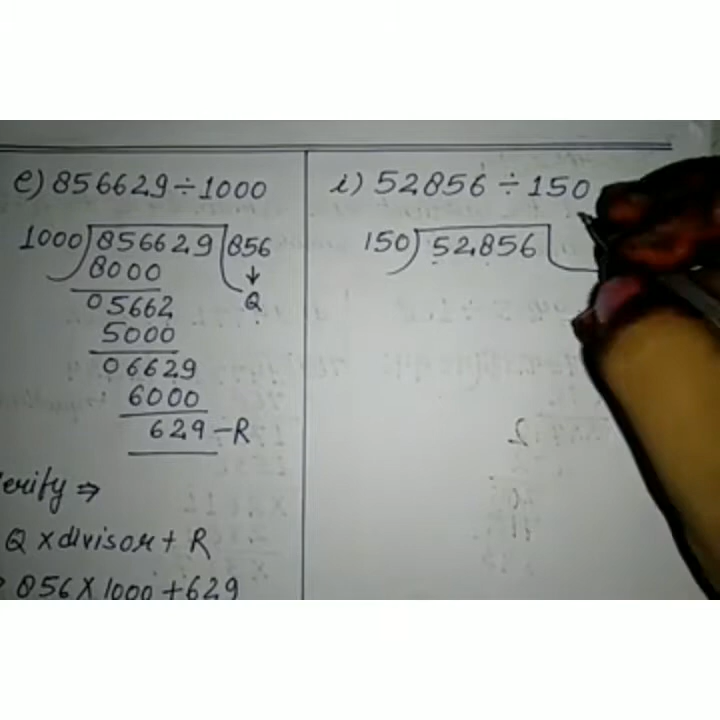 e) 856629÷1000
1000)856629(856
8000
↓
05662
Q
5000
06629
6000
629-R
erify ⇒
Q x divisor + R
856 X 1000 + 629
i) 52856 ÷ 150
150)52856